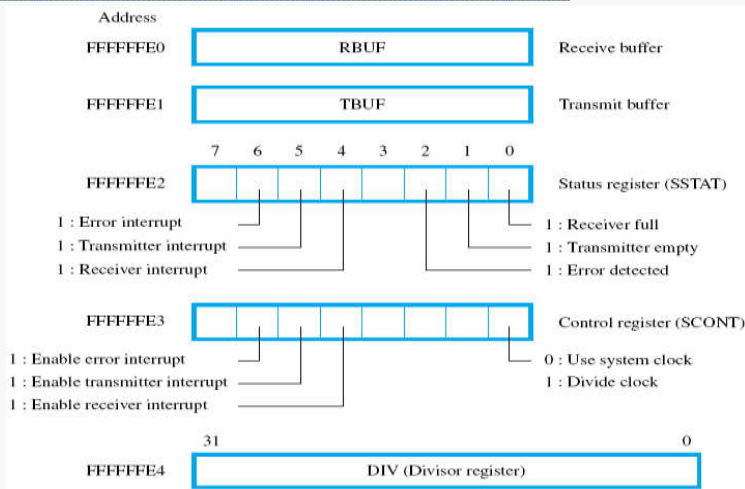 Address
FFFFFFE0 RBUF Receive buffer
FFFFFFE1 TBUF Transmit buffer
7 6 5 4 3 2 1 0
FFFFFFE2 Status register (SSTAT)
1 : Error interrupt 1 : Receiver full
1 : Transmitter interrupt 1 : Transmitter empty
1 : Receiver interrupt 1 : Error detected
FFFFFFE3 Control register (SCONT)
1 : Enable error interrupt 0 : Use system clock
1 : Enable transmitter interrupt 1 : Divide clock
1 : Enable receiver interrupt
31 0
FFFFFFE4 DIV (Divisor register)